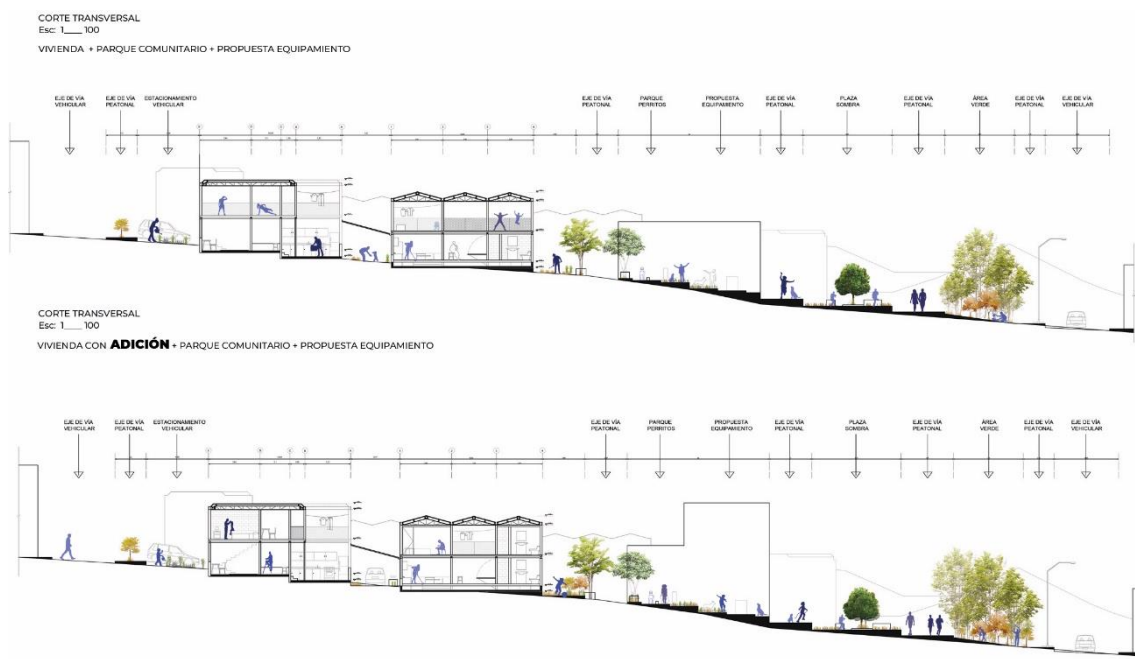 CORTE TRANSVERSAL
Esc: 1___ 100
VIVIENDA + PARQUE COMUNITARIO + PROPUESTA EQUIPAMIENTO
EJE DE VÍA VEHICULAR
EJE DE VÍA PEATONAL
ESTACIONAMIENTO VEHICULAR
EJE DE VÍA PEATONAL
PARQUE PERRITOS
PROPUESTA EQUIPAMIENTO
EJE DE VÍA PEATONAL
PLAZA SOMBRA
EJE DE VÍA PEATONAL
ÁREA VERDE
EJE DE VÍA PEATONAL
EJE DE VÍA VEHICULAR
CORTE TRANSVERSAL
Esc: 1___ 100
VIVIENDA CON ADICIÓN + PARQUE COMUNITARIO + PROPUESTA EQUIPAMIENTO
EJE DE VÍA VEHICULAR
EJE DE VÍA PEATONAL
ESTACIONAMIENTO VEHICULAR
EJE DE VÍA PEATONAL
PARQUE PERRITOS
PROPUESTA EQUIPAMIENTO
EJE DE VÍA PEATONAL
PLAZA SOMBRA
EJE DE VÍA PEATONAL
ÁREA VERDE
EJE DE VÍA PEATONAL
EJE DE VÍA VEHICULAR